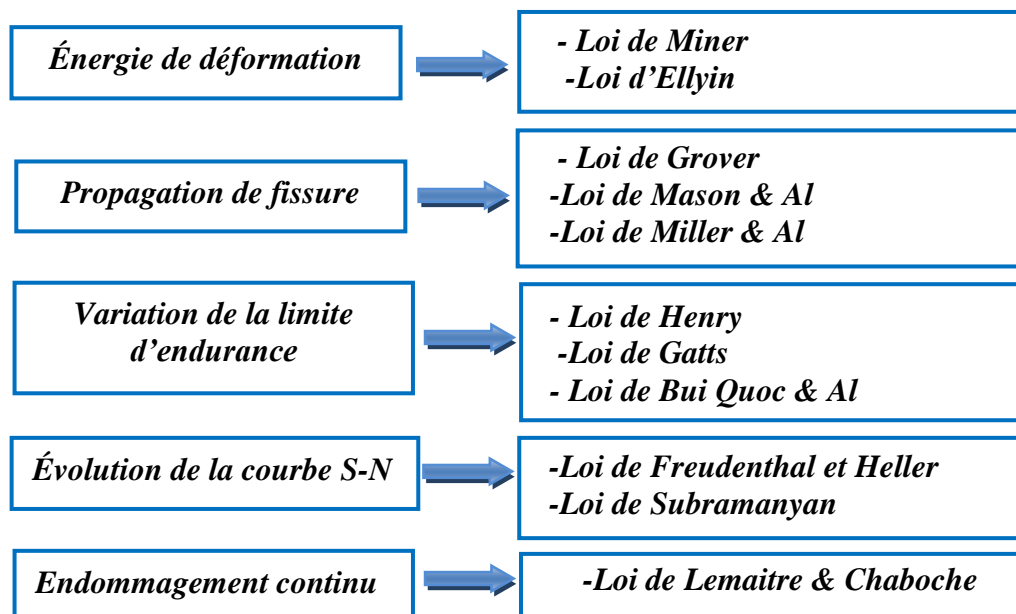 Énergie de déformation
- Loi de Miner
-Loi d’Ellyin
Propagation de fissure
- Loi de Grover
-Loi de Mason & Al
-Loi de Miller & Al
Variation de la limite
d’endurance
- Loi de Henry
-Loi de Gatts
- Loi de Bui Quoc & Al
Évolution de la courbe S-N
-Loi de Freudenthal et Heller
-Loi de Subramanyan
Endommagement continu
-Loi de Lemaitre & Chaboche